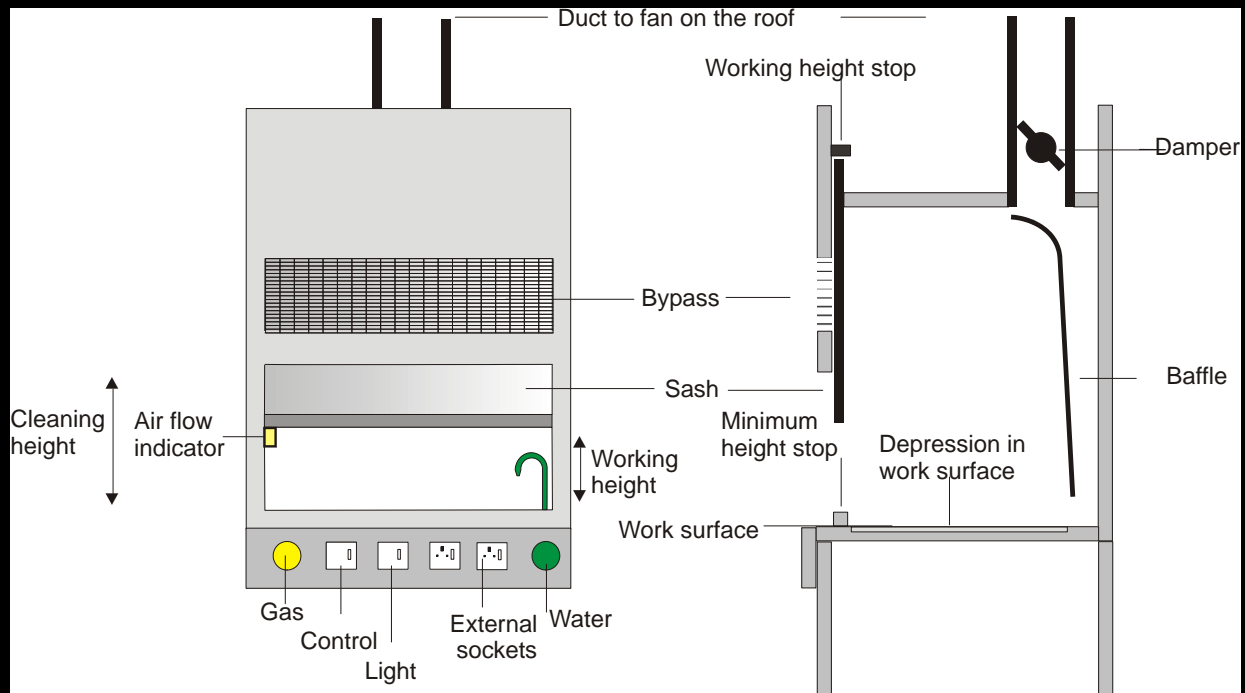 Duct to fan on the roof
Working height stop
Damper
Bypass
Sash
Baffle
Cleaning
height
Air flow
indicator
Minimum
height stop
Depression in
work surface
Working
height
Work surface
Gas
Control
Light
External
sockets
Water